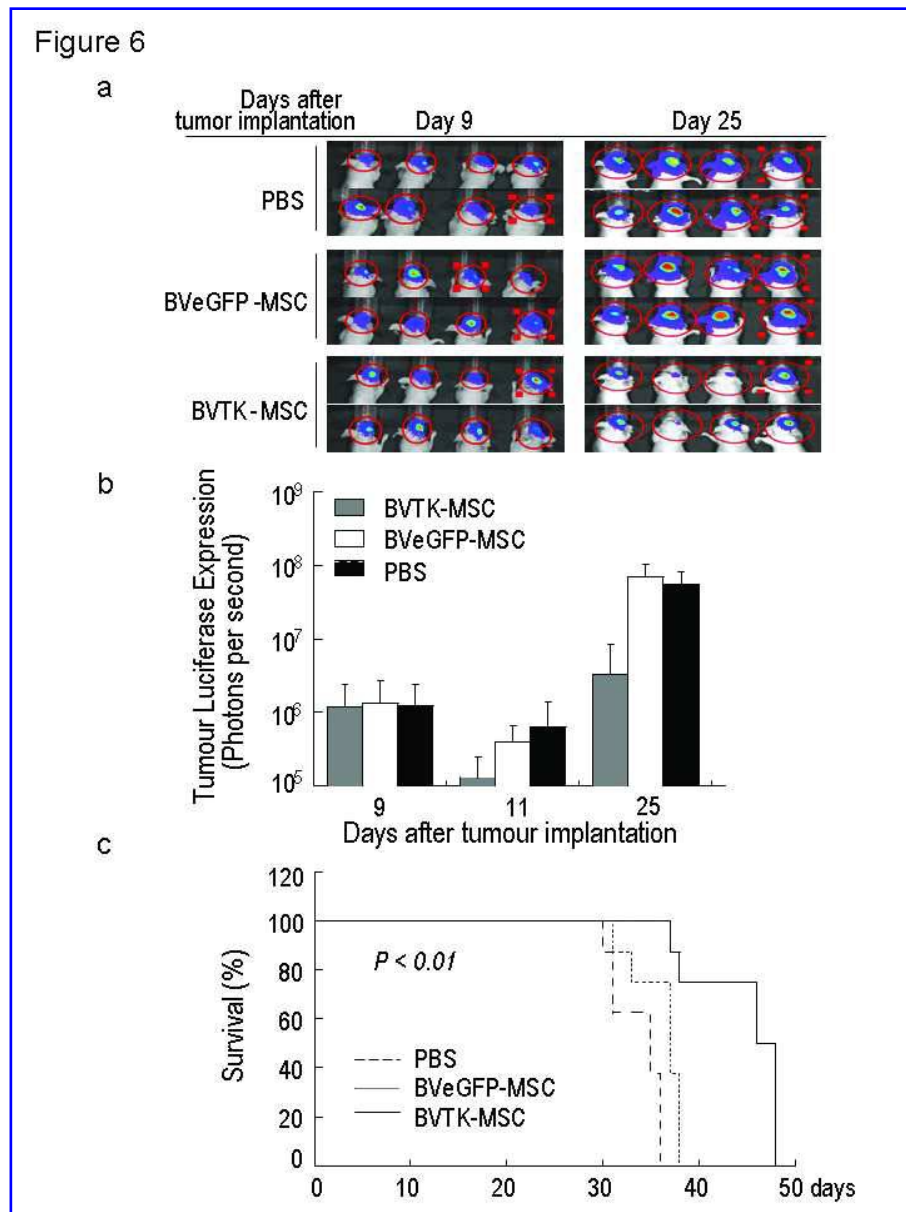 Figure 6
a
Days after
tumor implantation
Day 9
Day 25
PBS
BVeGFP-MSC
BVTK-MSC
b
Tumour Luciferase Expression
(Photons per second)
10⁹
10⁸
10⁷
10⁶
10⁵
BVTK-MSC
BVeGFP-MSC
PBS
9 11 25
Days after tumour implantation
c
Survival (%)
120
100
80
60
40
20
0
P < 0.01
PBS
BVeGFP-MSC
BVTK-MSC
0 10 20 30 40 50 days